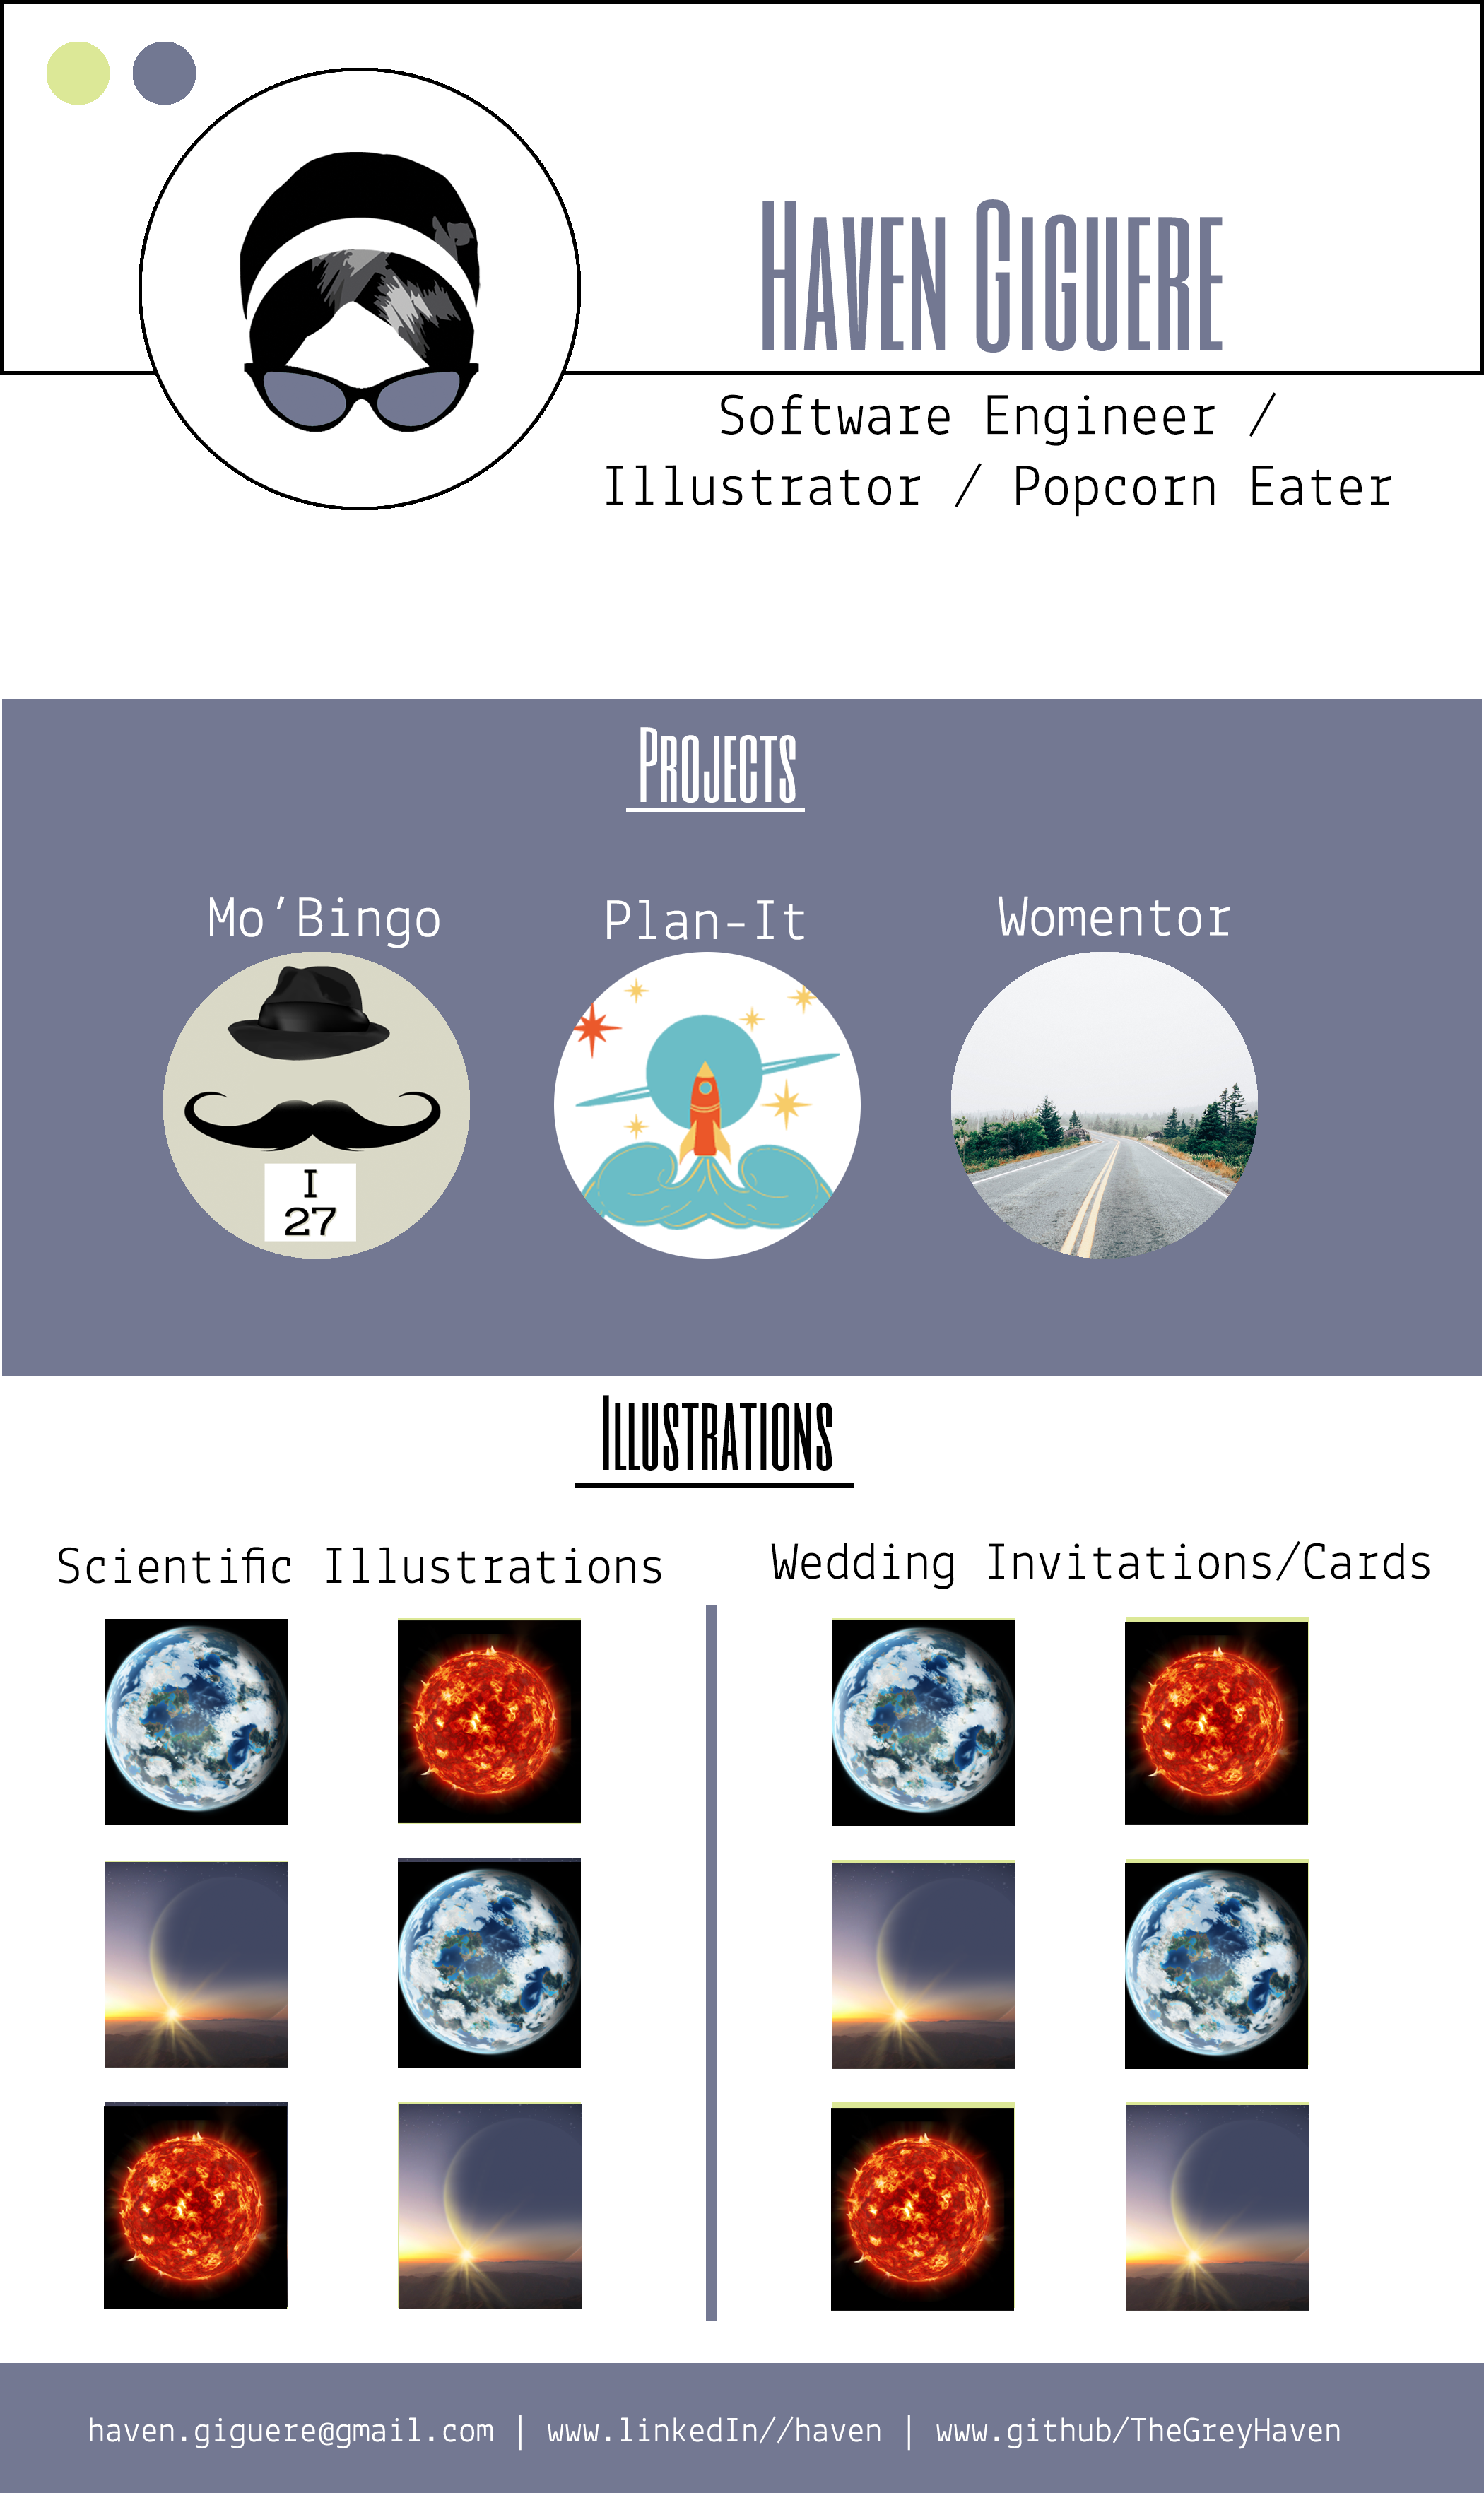 Haven Giguere
Software Engineer /
Illustrator / Popcorn Eater
Projects
Mo'Bingo
Plan-It
Womentor
I
27
Illustrations
Scientific Illustrations
Wedding Invitations/Cards
haven.giguere@gmail.com | www.linkedIn//haven | www.github/TheGreyHaven